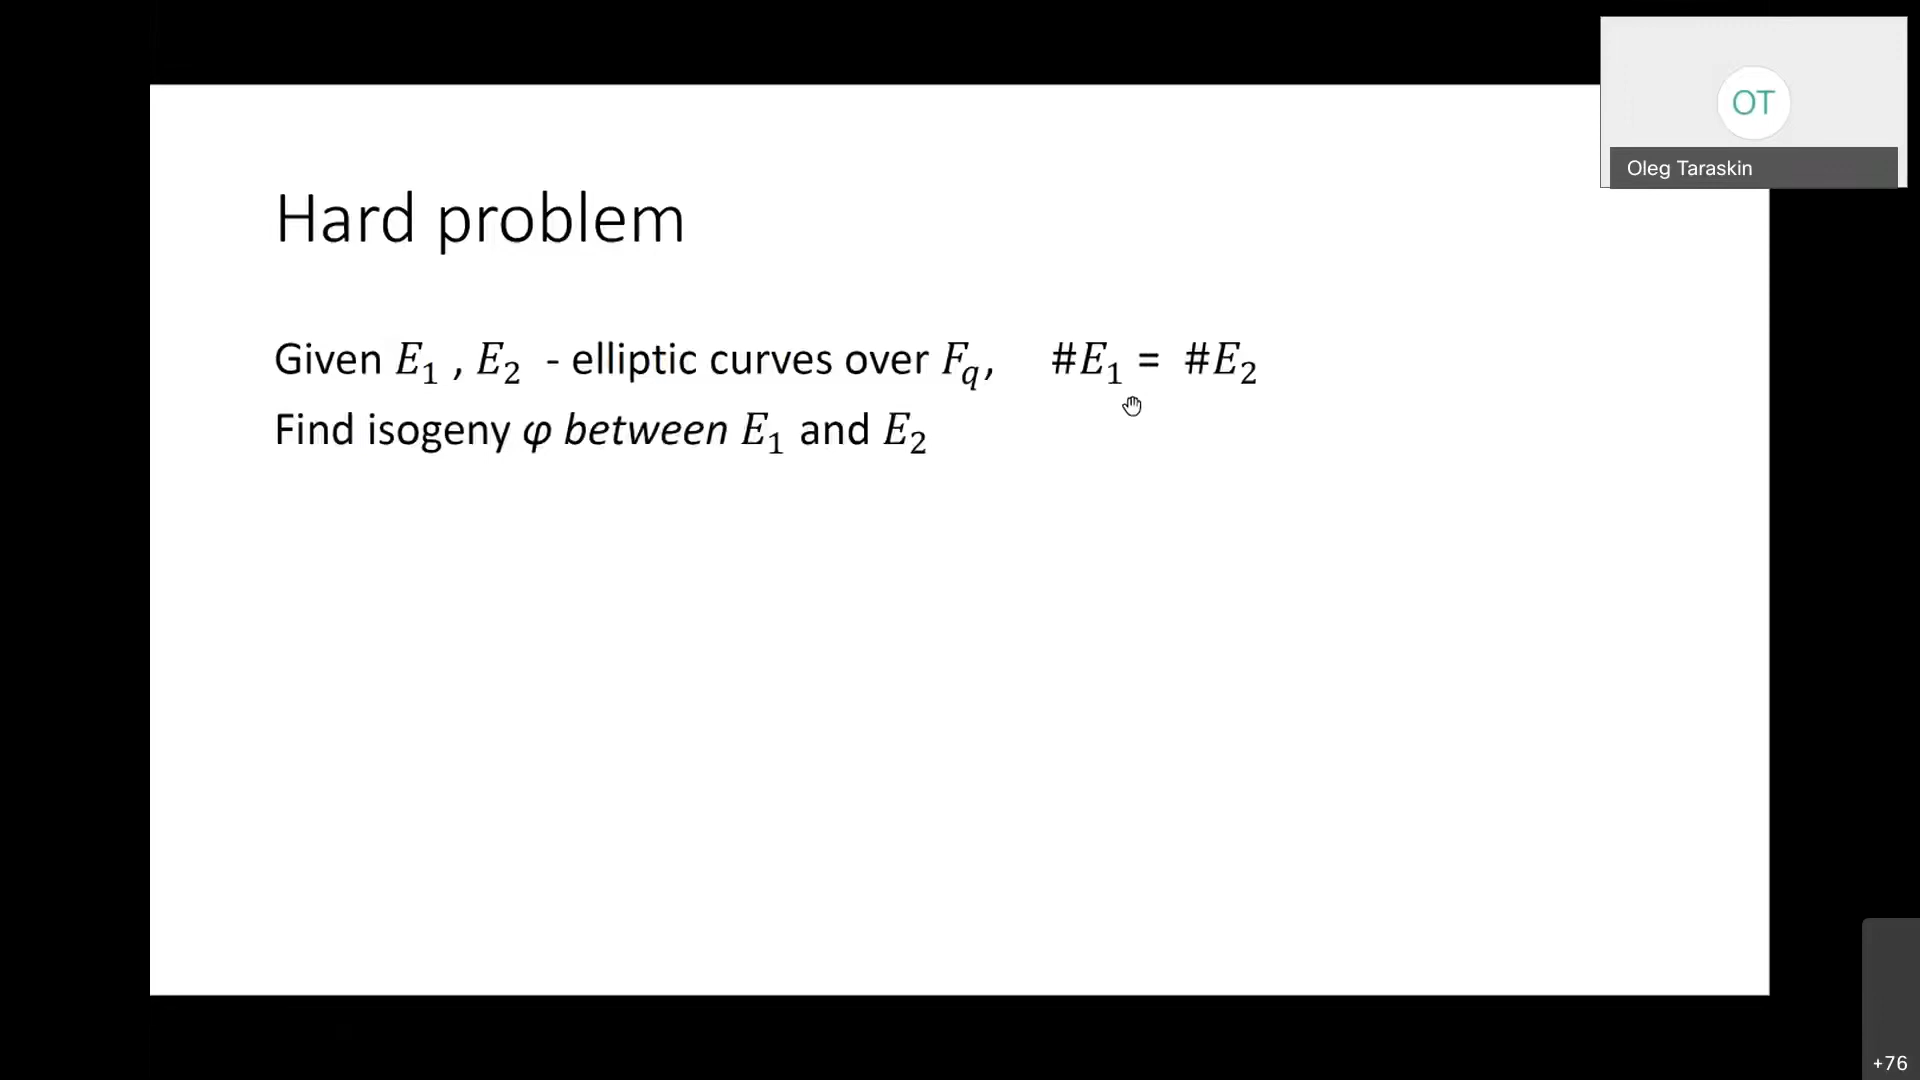 OT
Oleg Taraskin
Hard problem
Given E₁ , E₂ - elliptic curves over F_q, #E₁ = #E₂
Find isogeny φ between E₁ and E₂
+76